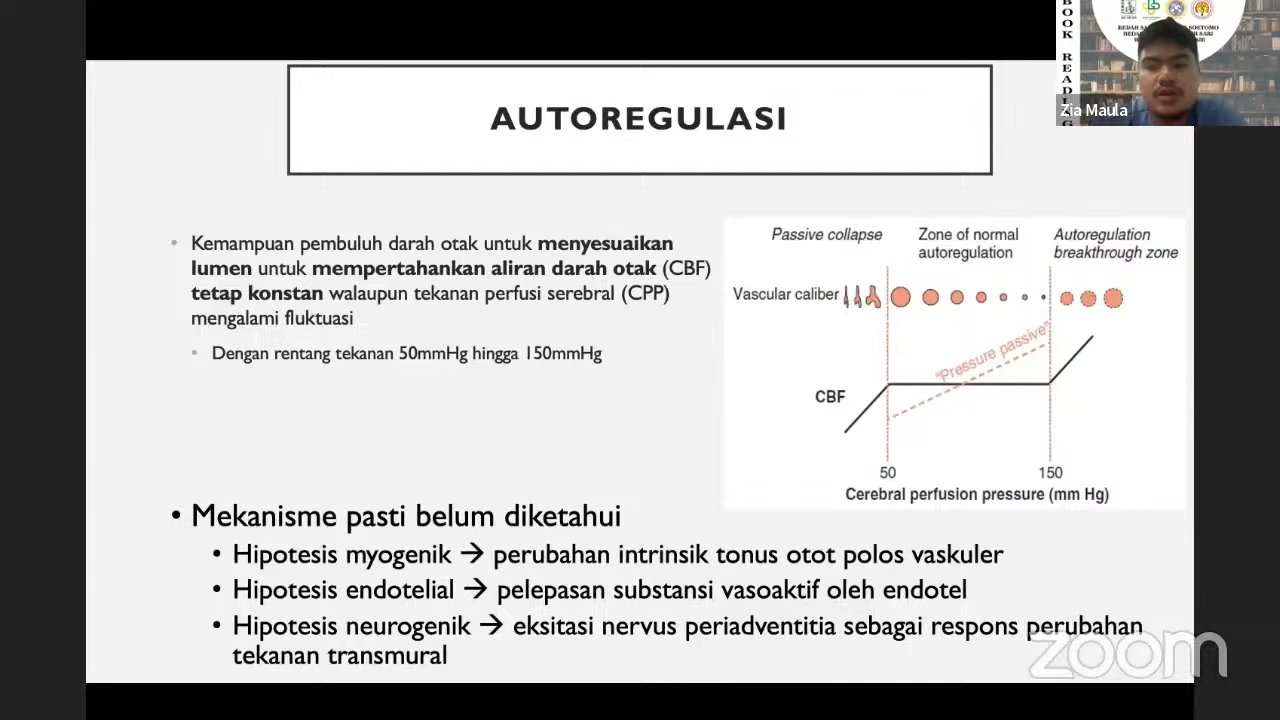 AUTOREGULASI
Kemampuan pembuluh darah otak untuk menyesuaikan
lumen untuk mempertahankan aliran darah otak (CBF)
tetap konstan walaupun tekanan perfusi serebral (CPP)
mengalami fluktuasi
Dengan rentang tekanan 50mmHg hingga 150mmHg
Passive collapse
Zone of normal
autoregulation
Autoregulation
breakthrough zone
Vascular caliber
"Pressure passive"
CBF
50
150
Cerebral perfusion pressure (mm Hg)
• Mekanisme pasti belum diketahui
• Hipotesis myogenik → perubahan intrinsik tonus otot polos vaskuler
• Hipotesis endotelial → pelepasan substansi vasoaktif oleh endotel
• Hipotesis neurogenik → eksitasi nervus periadventitia sebagai respons perubahan
tekanan transmural
Zia Maula
zoom